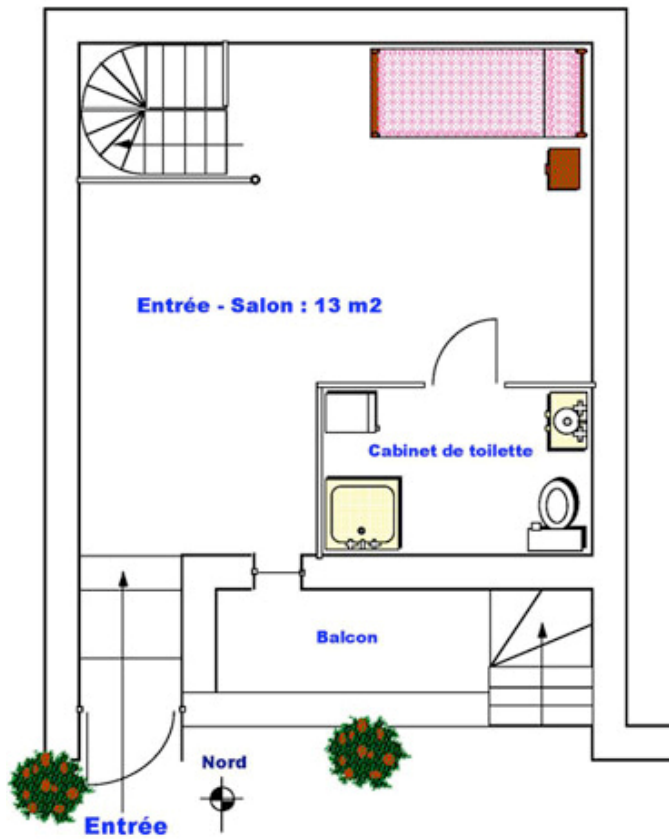 Entrée - Salon : 13 m2
Cabinet de toilette
Balcon
Nord
Entrée